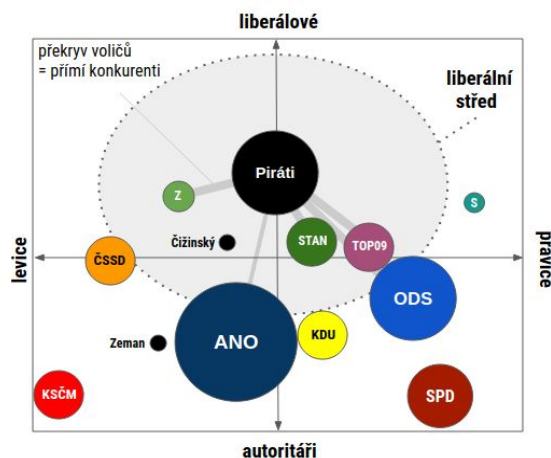 liberálové
překryv voličů
= přímí konkurenti
liberální
střed
Piráti
Z
S
Čižinský
STAN
TOP09
levice
pravice
ČSSD
ODS
Zeman
ANO
KDU
KSČM
SPD
autoritáři